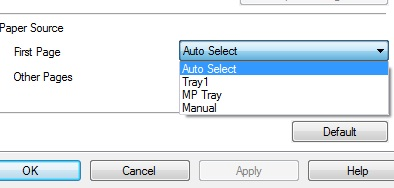 Paper Source
First Page
Auto Select
Auto Select
Tray1
Other Pages
MP Tray
Manual
Default
OK
Cancel
Apply
Help